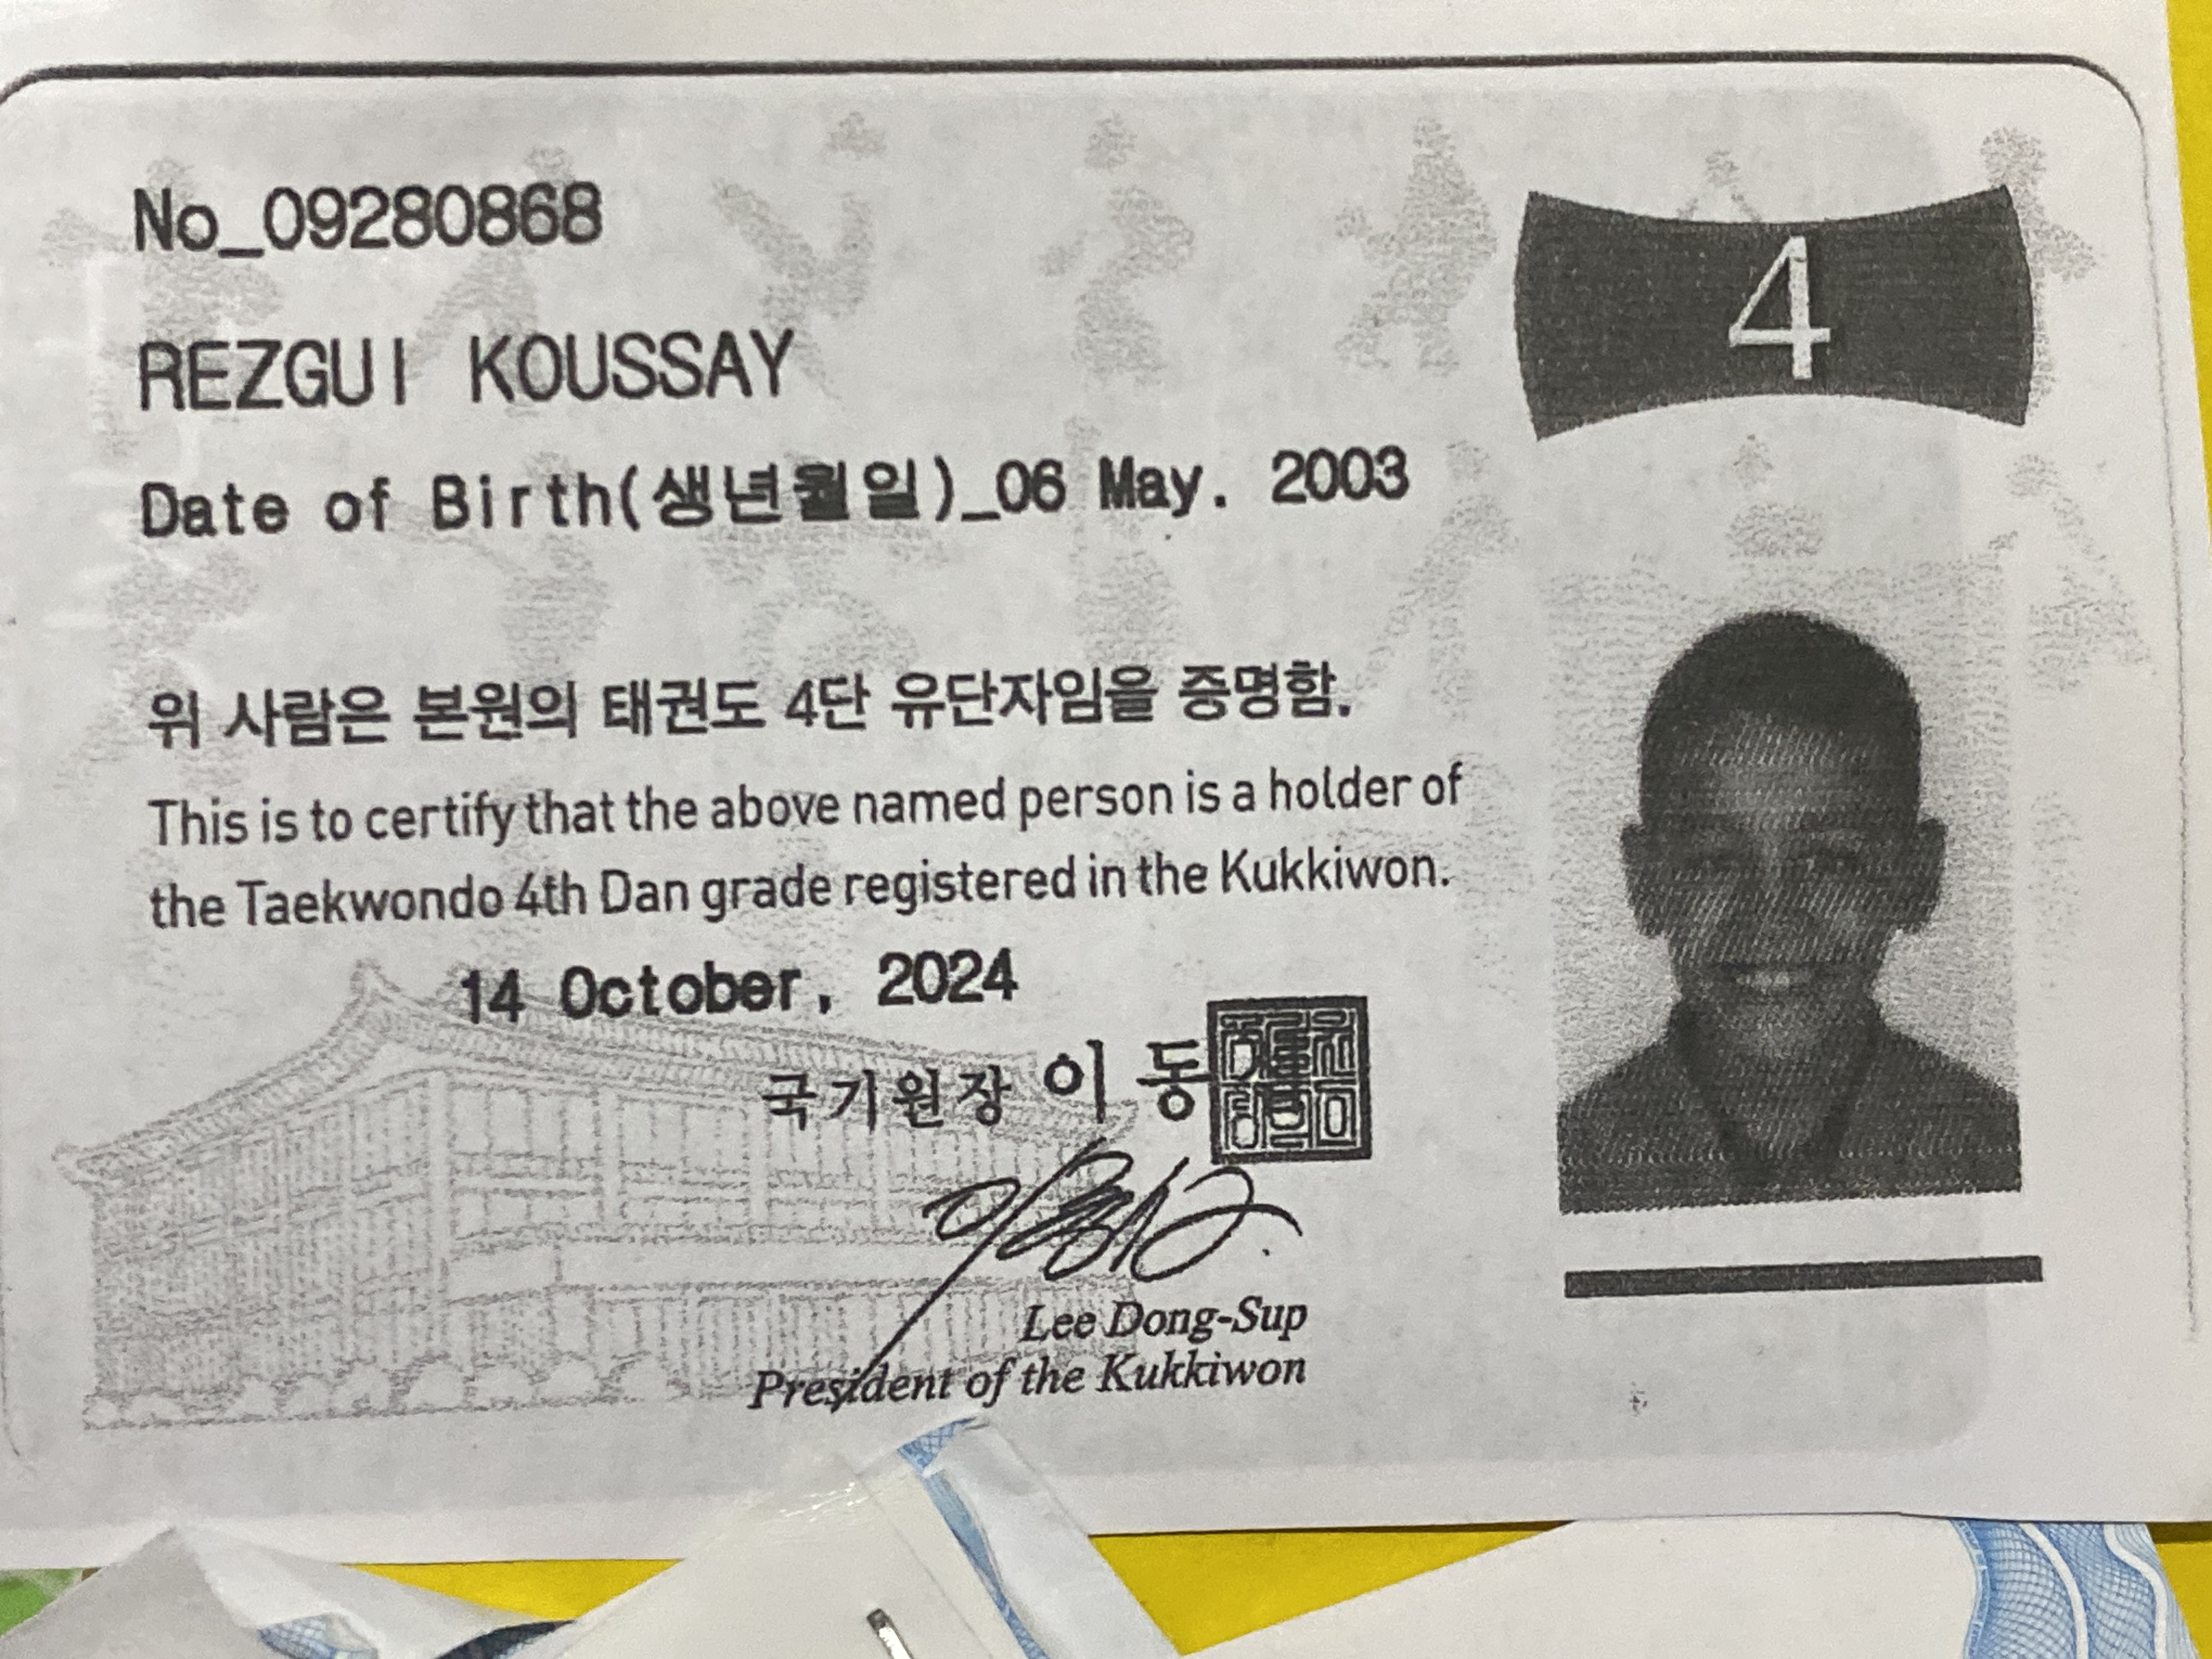 No_09280868
4
REZGUI KOUSSAY
Date of Birth(생년월일)_06 May. 2003
위 사람은 본원의 태권도 4단 유단자임을 증명함.
This is to certify that the above named person is a holder of
the Taekwondo 4th Dan grade registered in the Kukkiwon.
14 October, 2024
국기원장 이 동
Lee Dong-Sup
President of the Kukkiwon